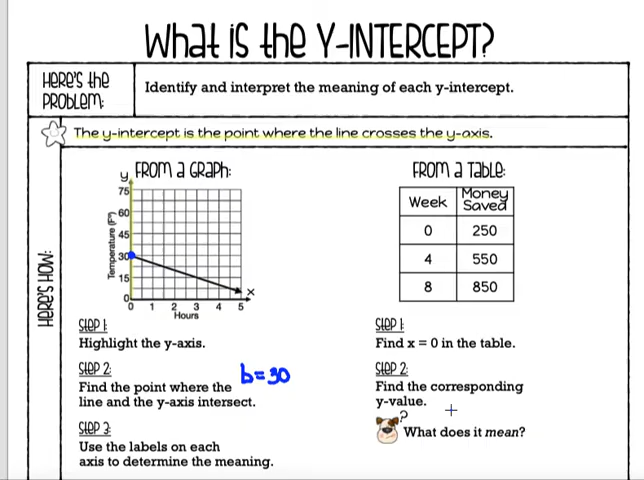 What is the Y-INTERCEPT?
Here's the Problem:
Identify and interpret the meaning of each y-intercept.
The y-intercept is the point where the line crosses the y-axis.
Here's How:
From a Graph:
y
75
60
45
30
15
0
Temperature (F°)
0 1 2 3 4 5
x
Hours
Step 1:
Highlight the y-axis.
Step 2:
Find the point where the
line and the y-axis intersect.
b=30
Step 3:
Use the labels on each
axis to determine the meaning.
From a Table:
Week Money Saved
0 250
4 550
8 850
Step 1:
Find x = 0 in the table.
Step 2:
Find the corresponding
y-value.
?
What does it mean?